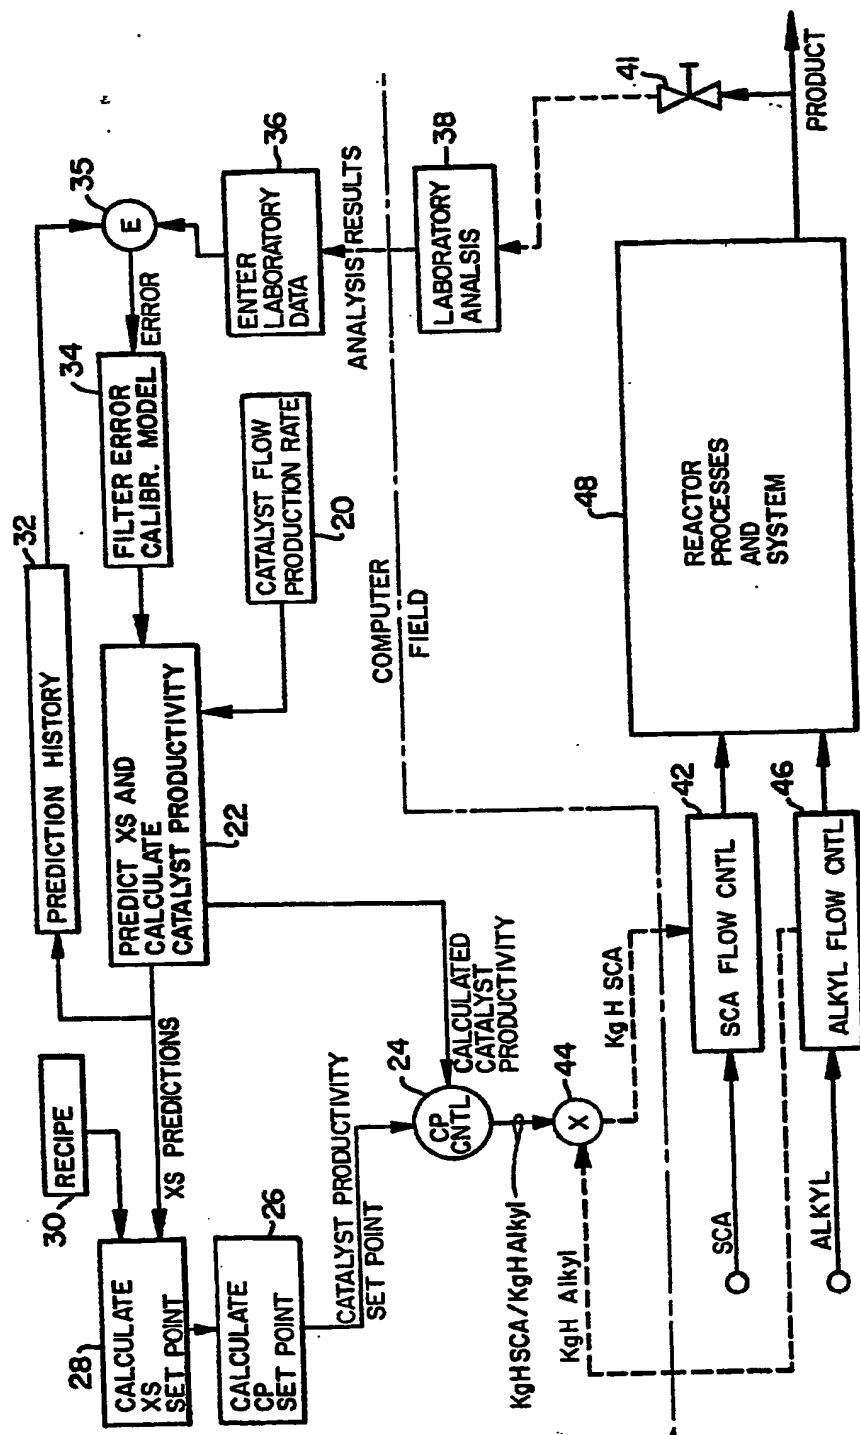 30
RECIPE
28
CALCULATE
XS
SET POINT
XS PREDICTIONS
26
CALCULATE
CP
SET POINT
CATALYST PRODUCTIVITY
SET POINT
32
PREDICTION HISTORY
PREDICT XS AND
CALCULATE
CATALYST PRODUCTIVITY
22
34
FILTER ERROR
CALIBR. MODEL
ERROR
35
E
36
ENTER
LABORATORY
DATA
CATALYST FLOW
PRODUCTION RATE
20
ANALYSIS RESULTS
COMPUTER
FIELD
38
LABORATORY
ANALSIS
41
PRODUCT
24
CP
CNTL
CALCULATED
CATALYST
PRODUCTIVITY
KgH SCA/KgH Alkyl
44
X
KgH Alkyl
KgH SCA
42
SCA FLOW CNTL
SCA
46
ALKYL FLOW CNTL
ALKYL
48
REACTOR
PROCESSES
AND
SYSTEM